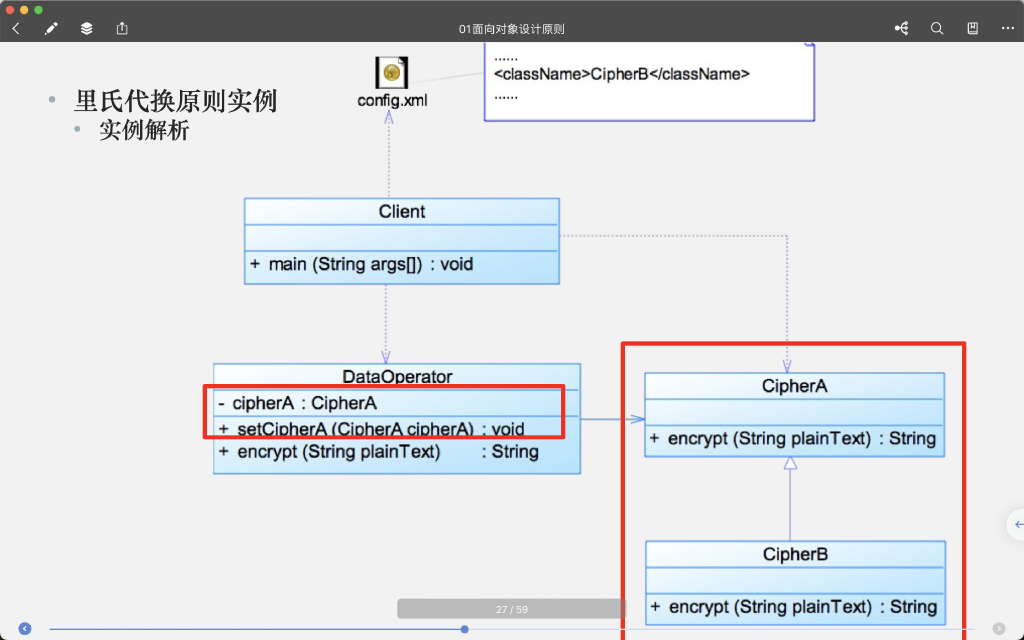 01面向对象设计原则
......
<className>CipherB</className>
......
config.xml
里氏代换原则实例
实例解析
Client
+ main (String args[]) : void
DataOperator
- cipherA : CipherA
+ setCipherA (CipherA cipherA) : void
+ encrypt (String plainText) : String
CipherA
+ encrypt (String plainText) : String
CipherB
+ encrypt (String plainText) : String
27 / 59